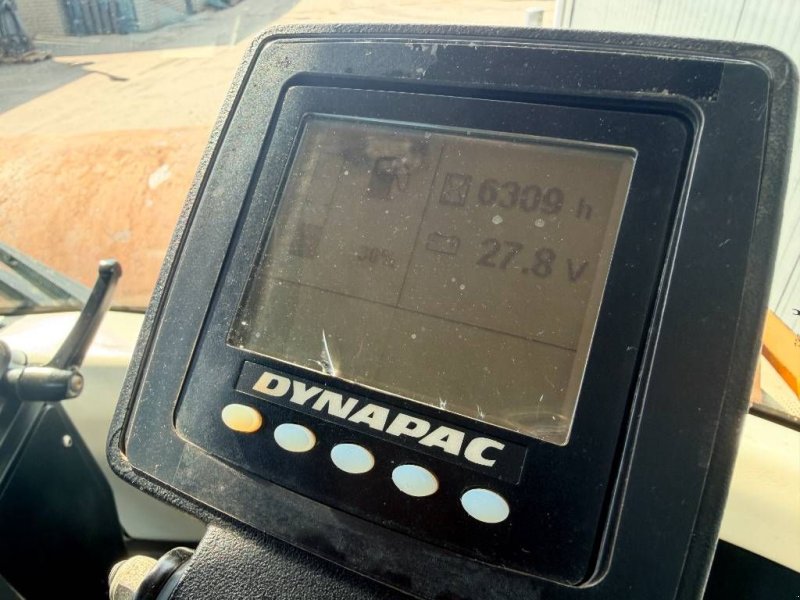 6309 h
30%
27.8 V
DYNAPAC